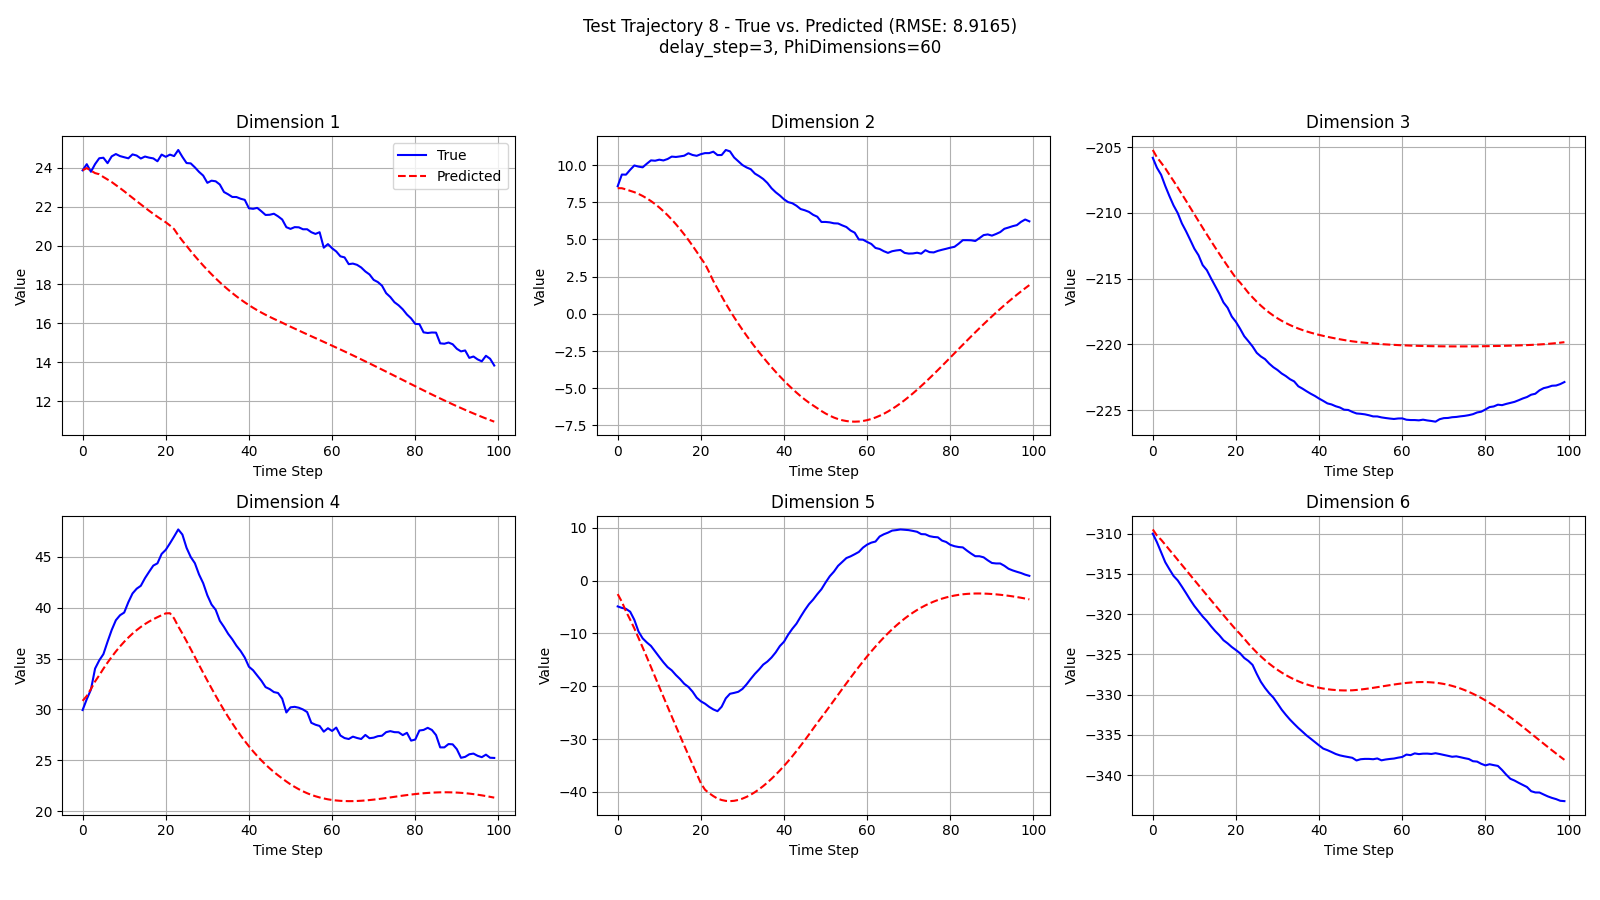 Test Trajectory 8 - True vs. Predicted (RMSE: 8.9165)
delay_step=3, PhiDimensions=60
Dimension 1
24
22
20
18
16
14
12
0 20 40 60 80 100
Value
Time Step
True
Predicted
Dimension 2
10.0
7.5
5.0
2.5
0.0
−2.5
−5.0
−7.5
0 20 40 60 80 100
Value
Time Step
Dimension 3
−205
−210
−215
−220
−225
0 20 40 60 80 100
Value
Time Step
Dimension 4
45
40
35
30
25
20
0 20 40 60 80 100
Value
Time Step
Dimension 5
10
0
−10
−20
−30
−40
0 20 40 60 80 100
Value
Time Step
Dimension 6
−310
−315
−320
−325
−330
−335
−340
0 20 40 60 80 100
Value
Time Step